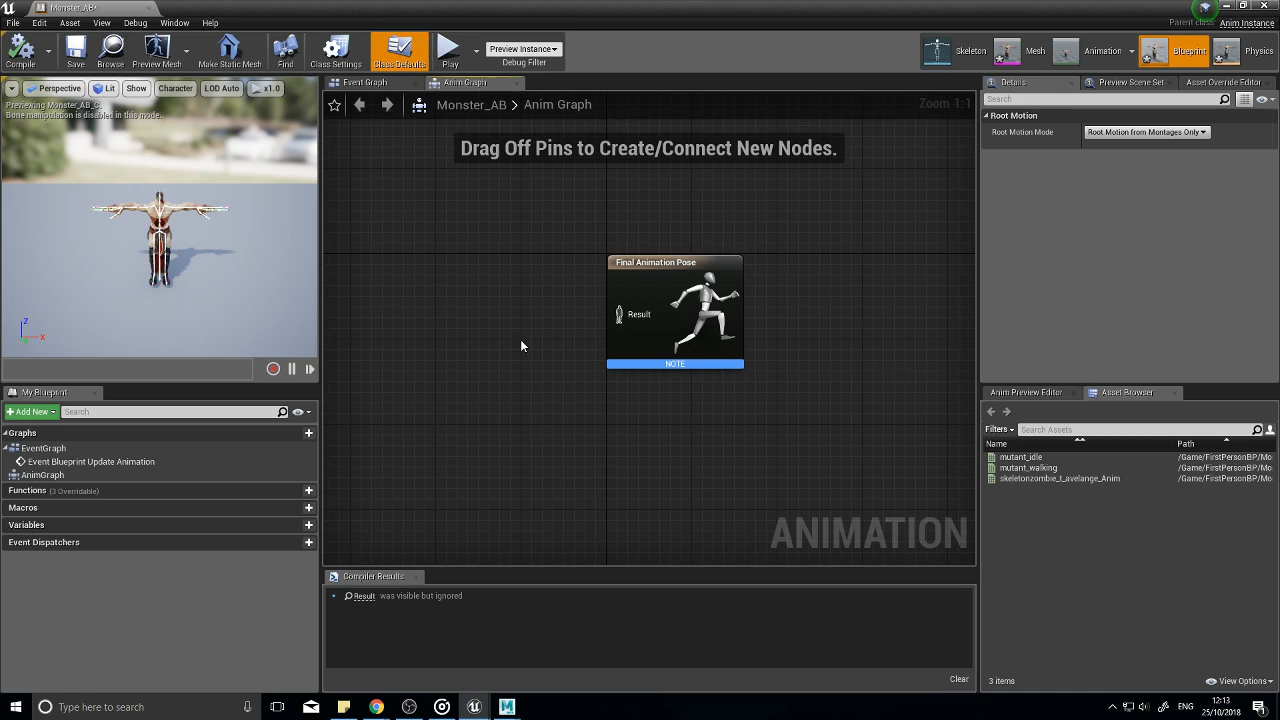 Monster_AB*
File Edit Asset View Debug Window Help
Parent class: Anim Instance
Compile Save Browse Preview Mesh Make Static Mesh Find Class Settings Class Defaults Play
Preview Instance
Debug Filter
Skeleton Mesh Animation Blueprint Physics
Perspective Lit Show Character LOD Auto x1.0
Previewing Monster_AB_C.
Bone manipulation is disabled in this mode.
Z
X
Event Graph Anim Graph
Monster_AB > Anim Graph
Zoom 1:1
Drag Off Pins to Create/Connect New Nodes.
Final Animation Pose
Result
NOTE
ANIMATION
Details Preview Scene Set Asset Override Editor
Search
Root Motion
Root Motion Mode Root Motion from Montages Only
My Blueprint
+ Add New Search
Graphs
EventGraph
Event Blueprint Update Animation
AnimGraph
Functions (3 Overridable)
Macros
Variables
Event Dispatchers
Compiler Results
Result was visible but ignored
Clear
Anim Preview Editor Asset Browser
Filters Search Assets
Name Path
mutant_idle /Game/FirstPersonBP/Mo
mutant_walking /Game/FirstPersonBP/Mo
skeletonzombie_t_avelange_Anim /Game/FirstPersonBP/Mo
3 items
View Options
Type here to search
ENG
12:13
25/10/2018